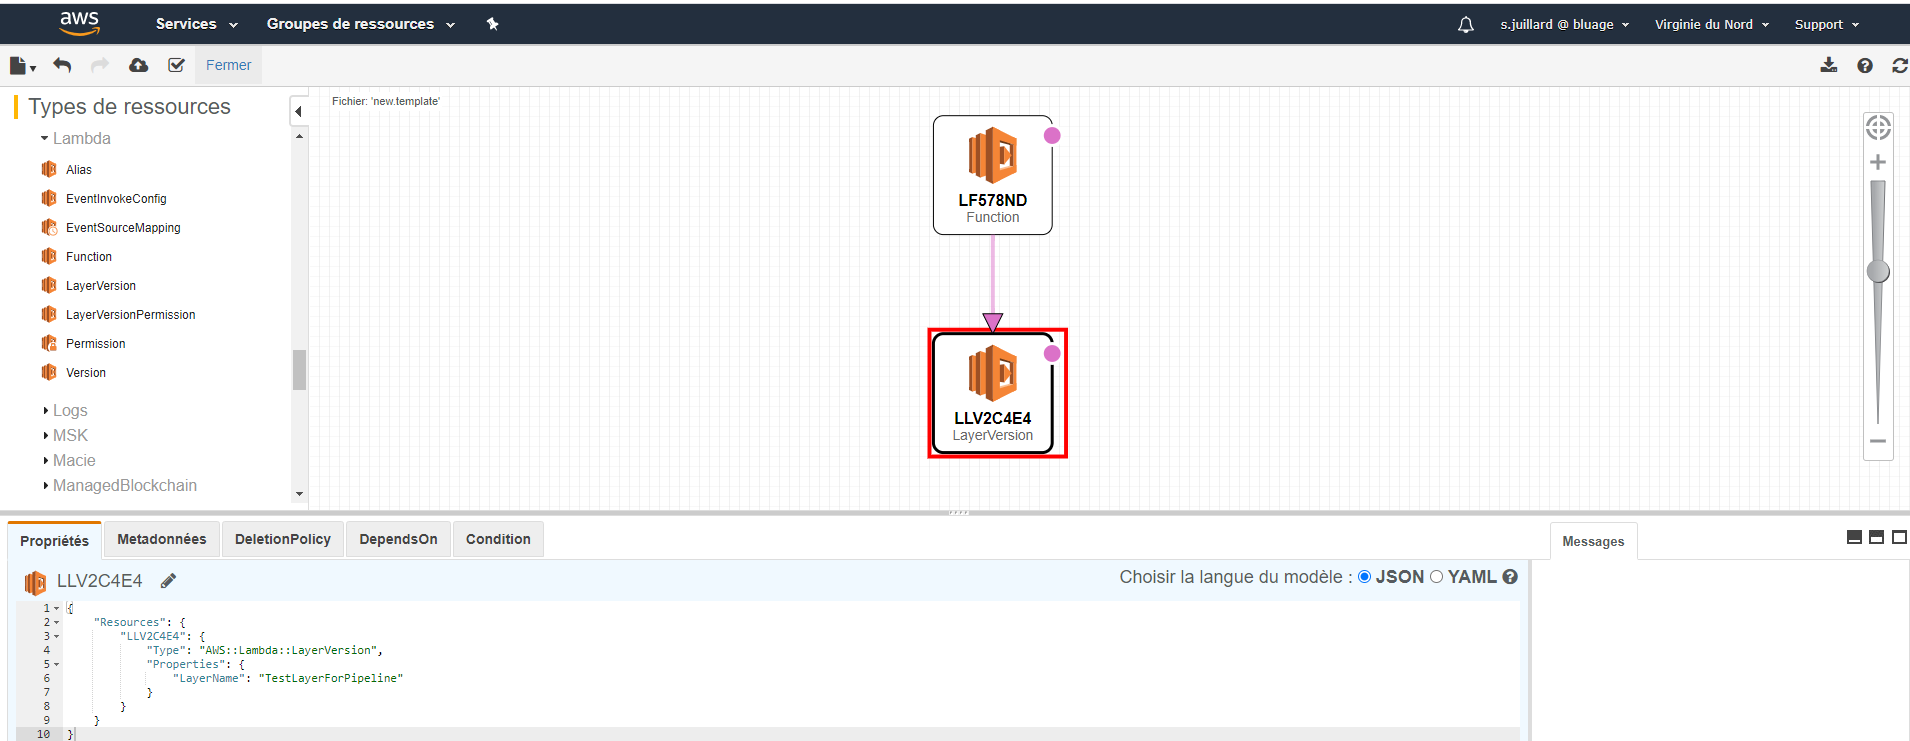 aws Services Groupes de ressources s.juillard @ bluage Virginie du Nord Support
Fermer
Types de ressources
Lambda
Alias
EventInvokeConfig
EventSourceMapping
Function
LayerVersion
LayerVersionPermission
Permission
Version
Logs
MSK
Macie
ManagedBlockchain
Fichier: 'new.template'
LF578ND
Function
LLV2C4E4
LayerVersion
Propriétés Metadonnées DeletionPolicy DependsOn Condition
Messages
LLV2C4E4
Choisir la langue du modèle : JSON YAML
1 {
2 "Resources": {
3 "LLV2C4E4": {
4 "Type": "AWS::Lambda::LayerVersion",
5 "Properties": {
6 "LayerName": "TestLayerForPipeline"
7 }
8 }
9 }
10 }